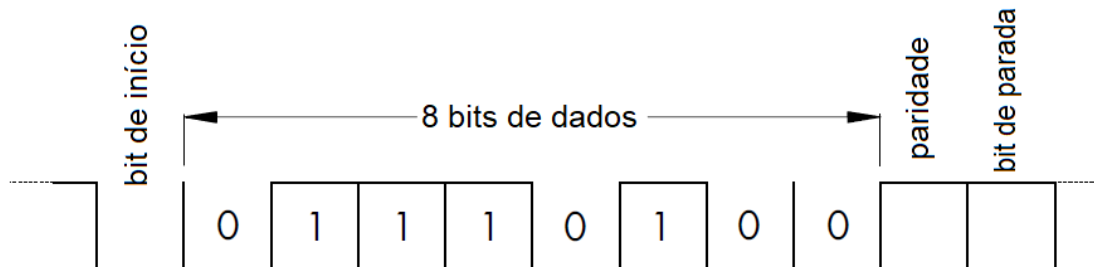 bit de início
8 bits de dados
paridade
bit de parada
0 1 1 1 0 1 0 0